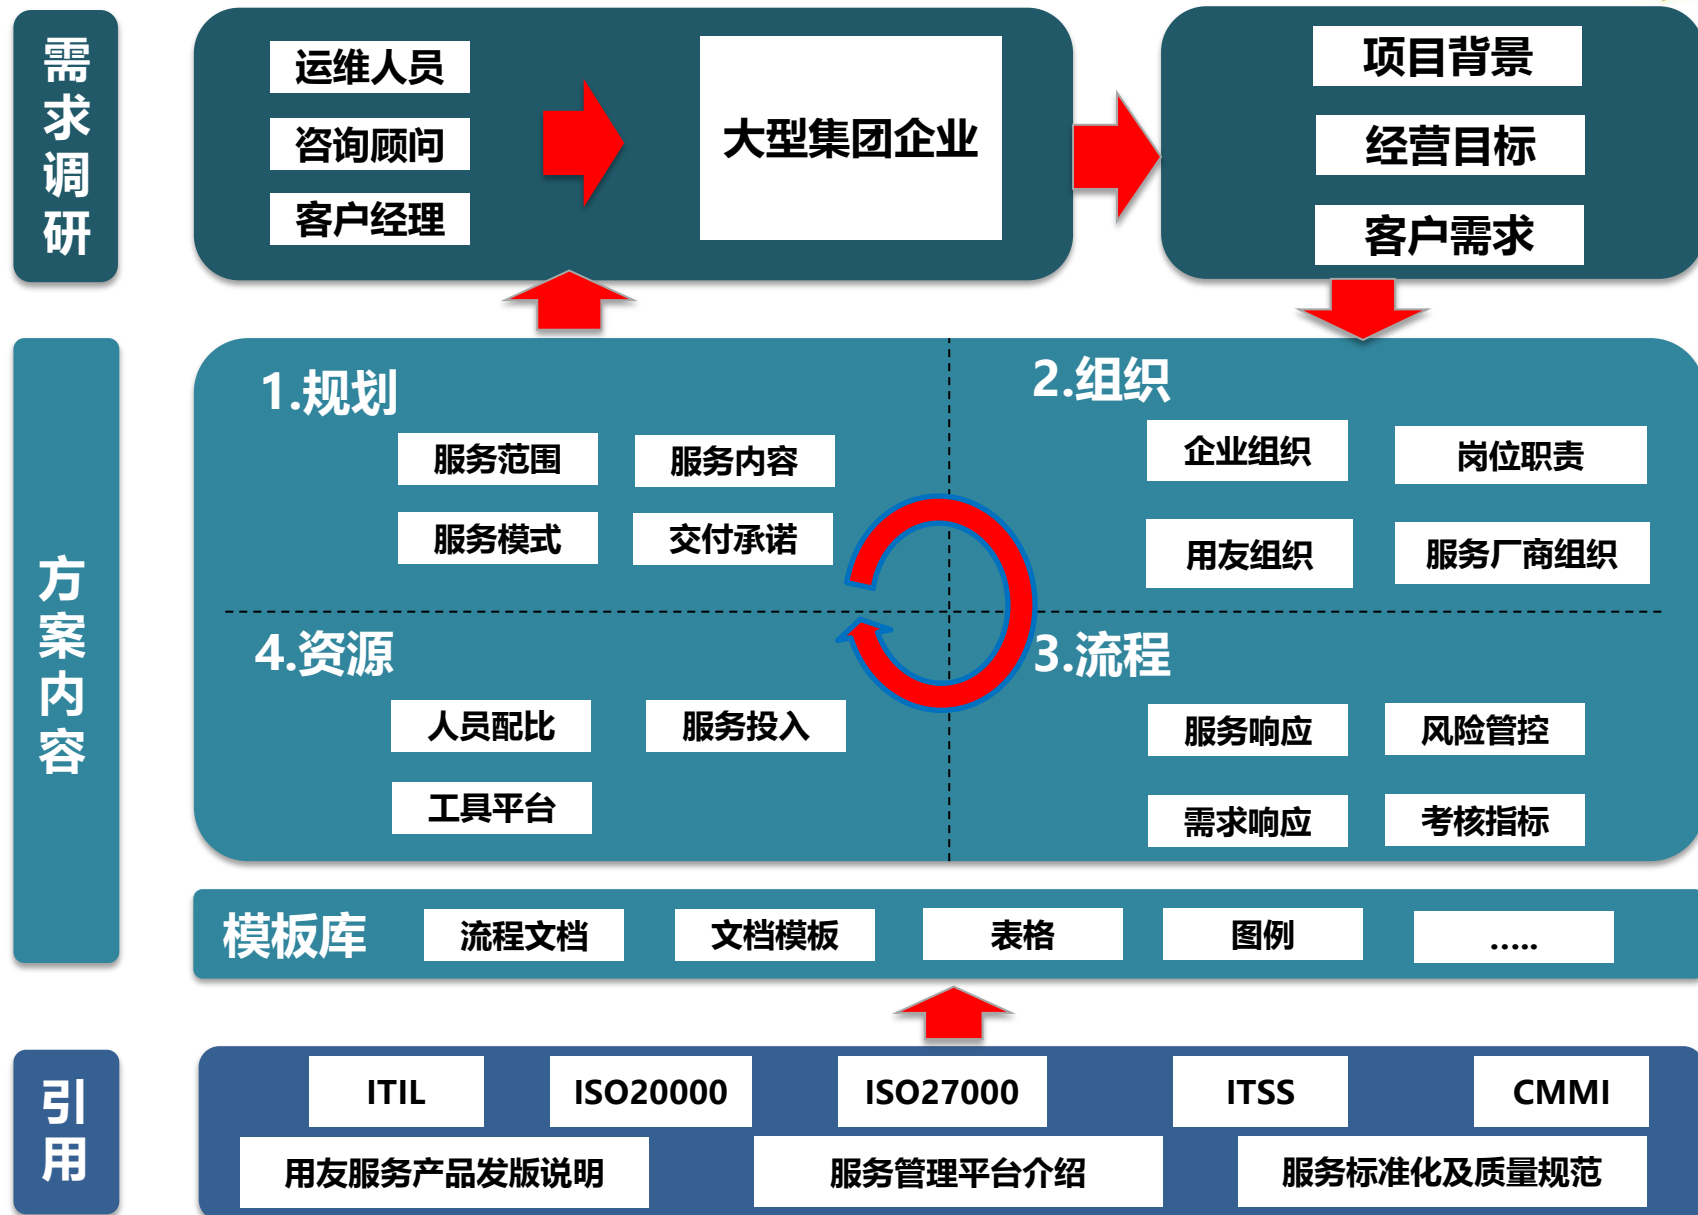 需求调研
运维人员
咨询顾问
客户经理
大型集团企业
项目背景
经营目标
客户需求
方案内容
1.规划
服务范围
服务内容
服务模式
交付承诺
2.组织
企业组织
岗位职责
用友组织
服务厂商组织
4.资源
人员配比
服务投入
工具平台
3.流程
服务响应
风险管控
需求响应
考核指标
模板库
流程文档
文档模板
表格
图例
.....
引用
ITIL
ISO20000
ISO27000
ITSS
CMMI
用友服务产品发版说明
服务管理平台介绍
服务标准化及质量规范